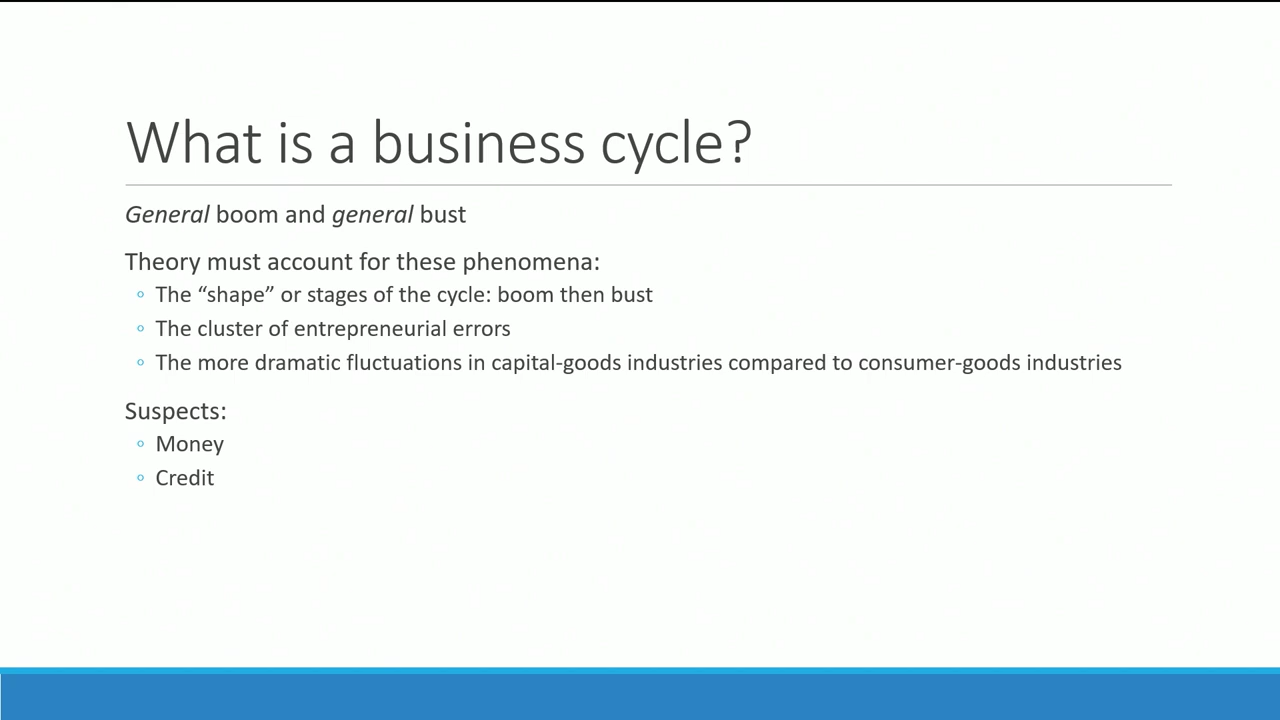 What is a business cycle?
General boom and general bust
Theory must account for these phenomena:
◦ The “shape” or stages of the cycle: boom then bust
◦ The cluster of entrepreneurial errors
◦ The more dramatic fluctuations in capital-goods industries compared to consumer-goods industries
Suspects:
◦ Money
◦ Credit